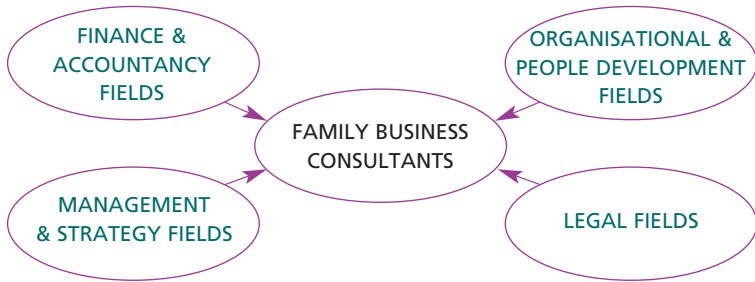 FINANCE &
ACCOUNTANCY
FIELDS
ORGANISATIONAL &
PEOPLE DEVELOPMENT
FIELDS
FAMILY BUSINESS
CONSULTANTS
MANAGEMENT
& STRATEGY FIELDS
LEGAL FIELDS